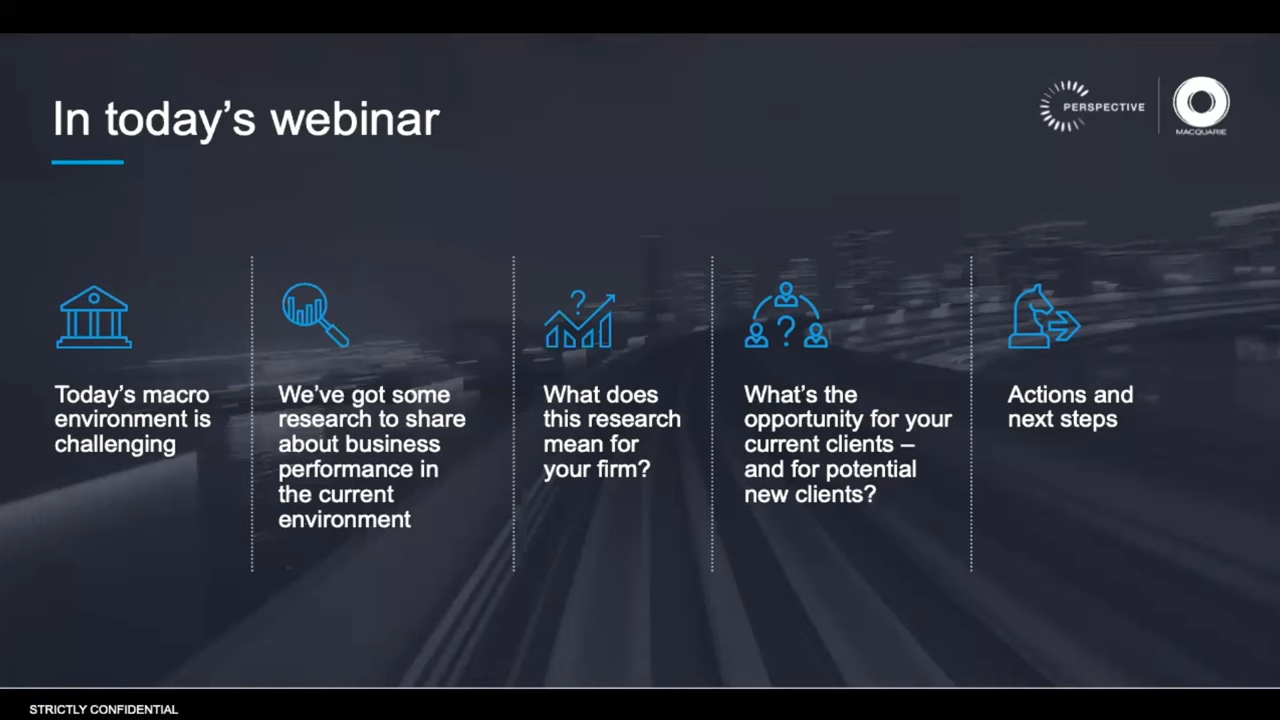 In today’s webinar
PERSPECTIVE
MACQUARIE
Today’s macro
environment is
challenging
We’ve got some
research to share
about business
performance in
the current
environment
?
What does
this research
mean for
your firm?
?
What’s the
opportunity for your
current clients –
and for potential
new clients?
Actions and
next steps
STRICTLY CONFIDENTIAL